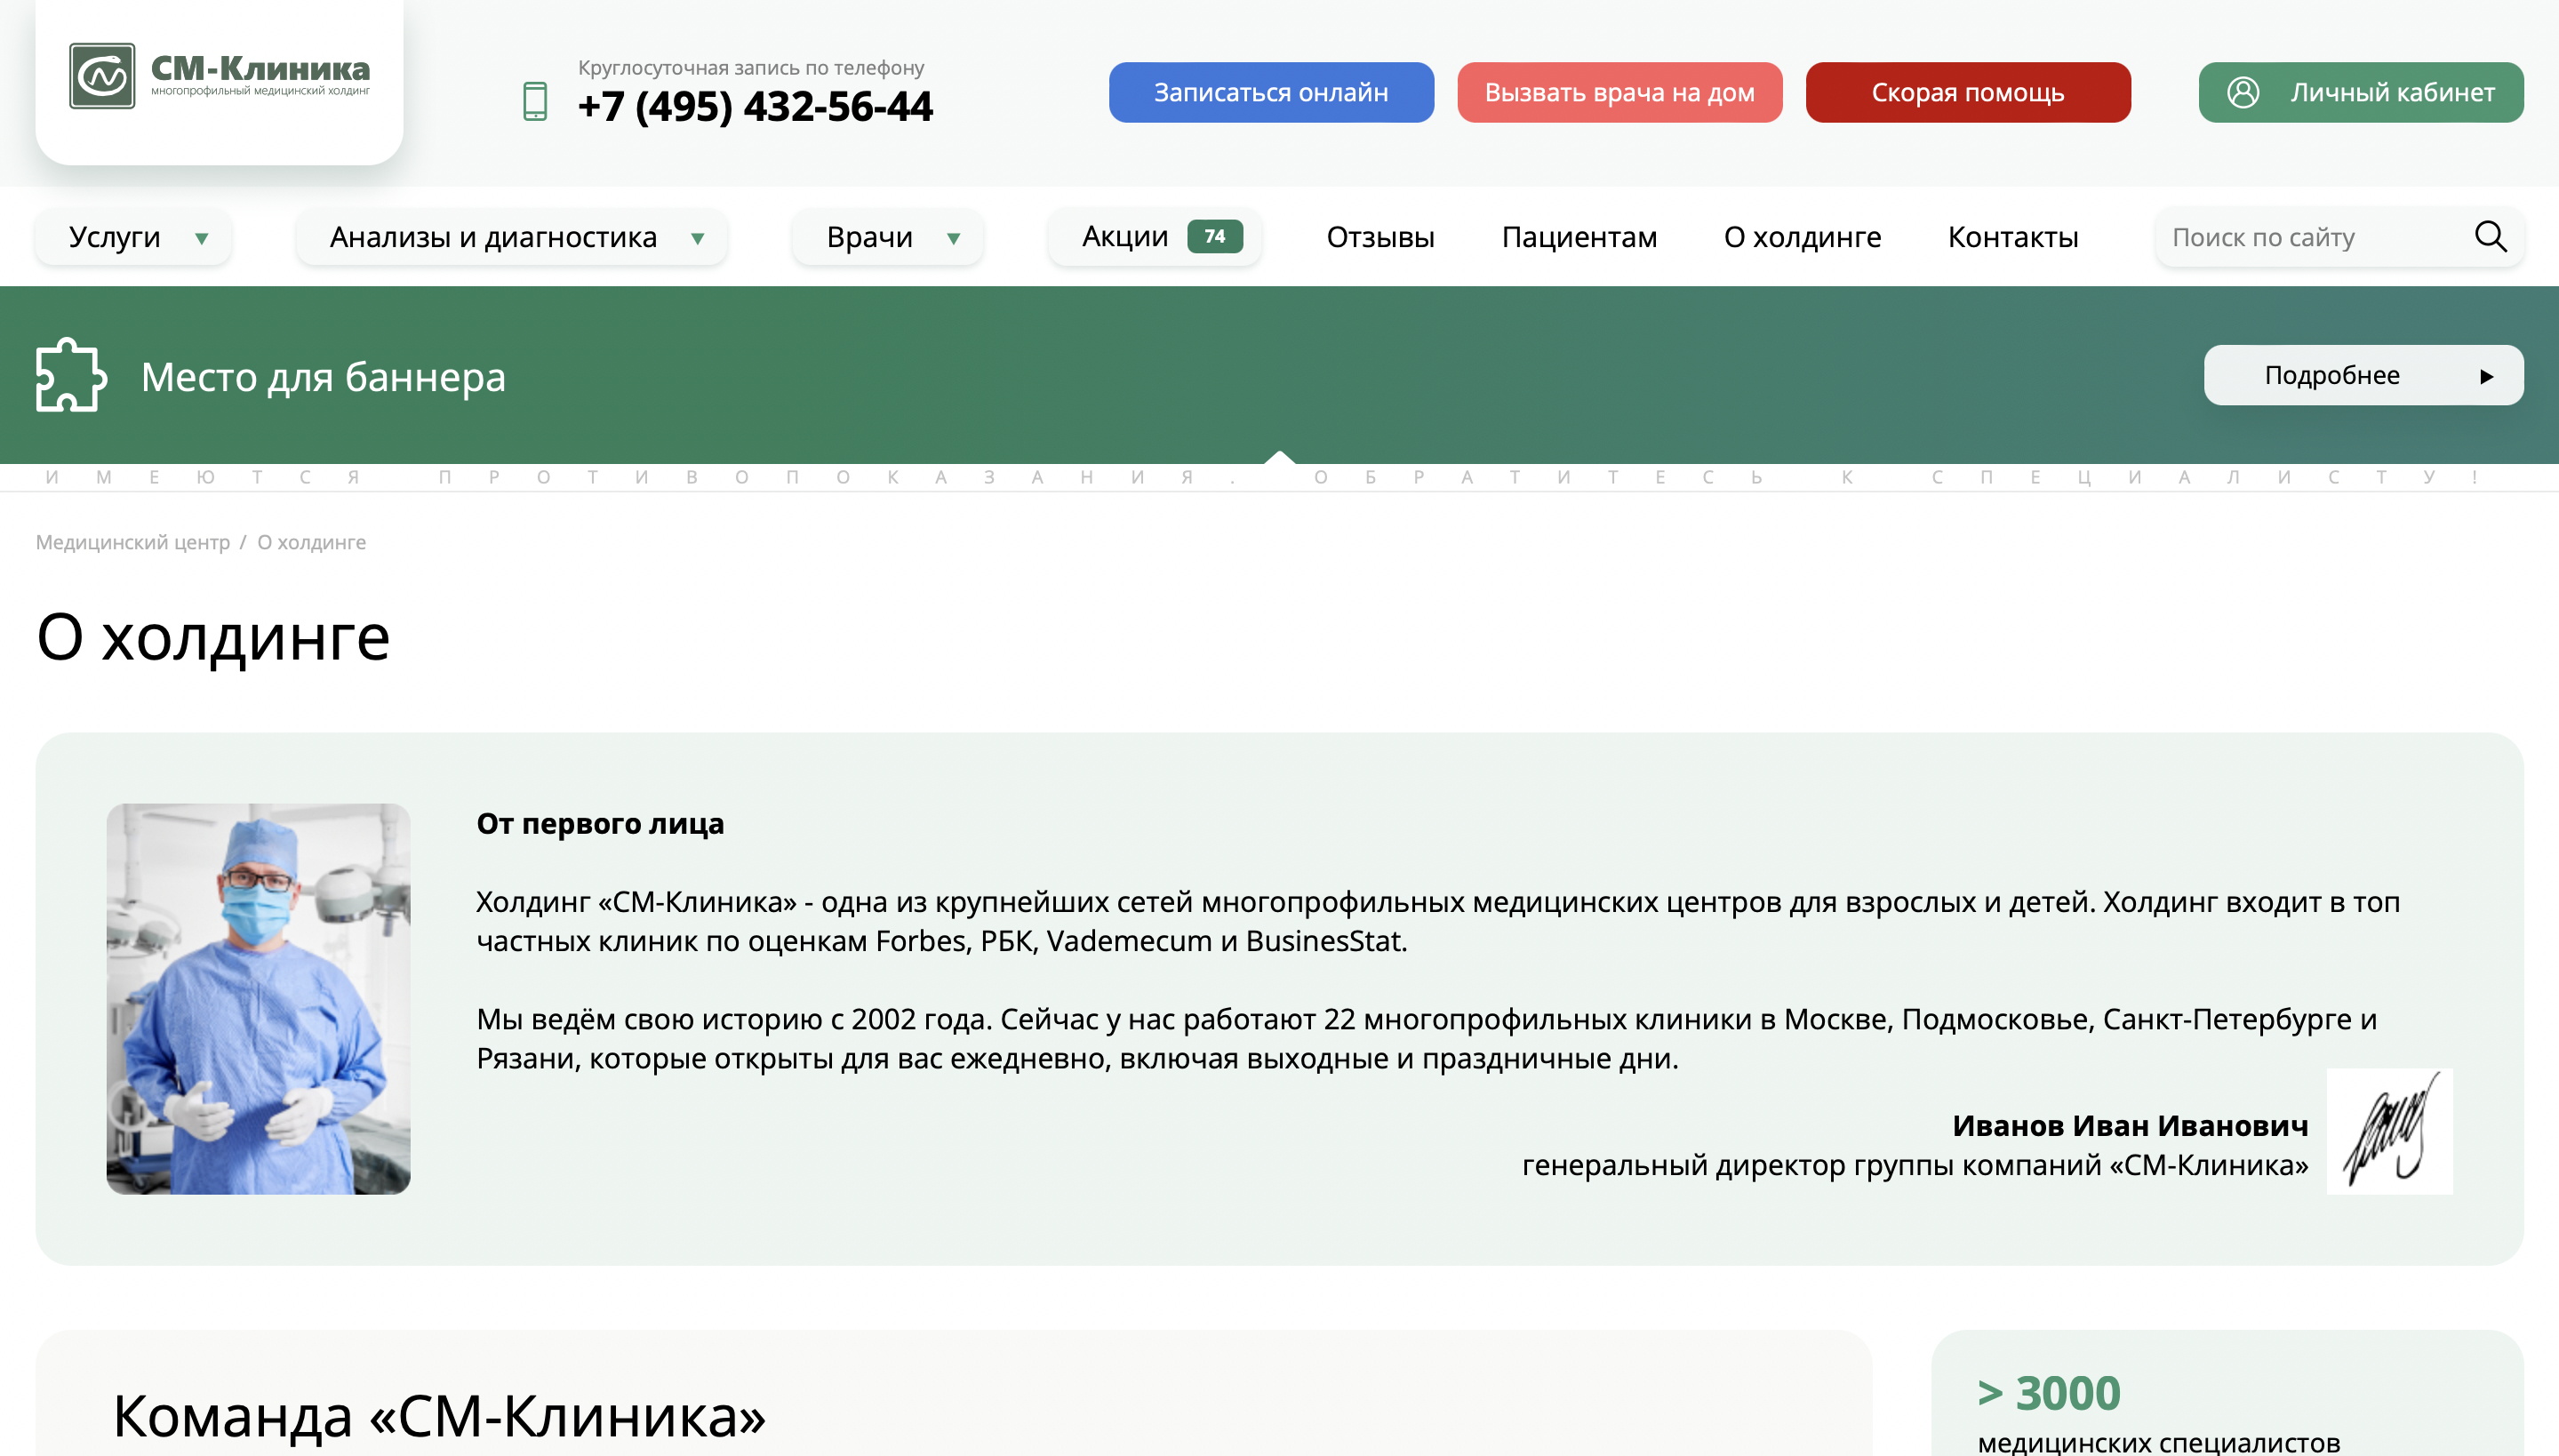 СМ-Клиника
многопрофильный медицинский холдинг
Круглосуточная запись по телефону
+7 (495) 432-56-44
Записаться онлайн
Вызвать врача на дом
Скорая помощь
Личный кабинет
Услуги
Анализы и диагностика
Врачи
Акции 74
Отзывы
Пациентам
О холдинге
Контакты
Поиск по сайту
Место для баннера
Подробнее
ИМЕЮТСЯ ПРОТИВОПОКАЗАНИЯ. ОБРАТИТЕСЬ К СПЕЦИАЛИСТУ!
Медицинский центр / О холдинге
О холдинге
От первого лица
Холдинг «СМ-Клиника» - одна из крупнейших сетей многопрофильных медицинских центров для взрослых и детей. Холдинг входит в топ
частных клиник по оценкам Forbes, РБК, Vademecum и BusinesStat.
Мы ведём свою историю с 2002 года. Сейчас у нас работают 22 многопрофильных клиники в Москве, Подмосковье, Санкт-Петербурге и
Рязани, которые открыты для вас ежедневно, включая выходные и праздничные дни.
Иванов Иван Иванович
генеральный директор группы компаний «СМ-Клиника»
Команда «СМ-Клиника»
> 3000
медицинских специалистов